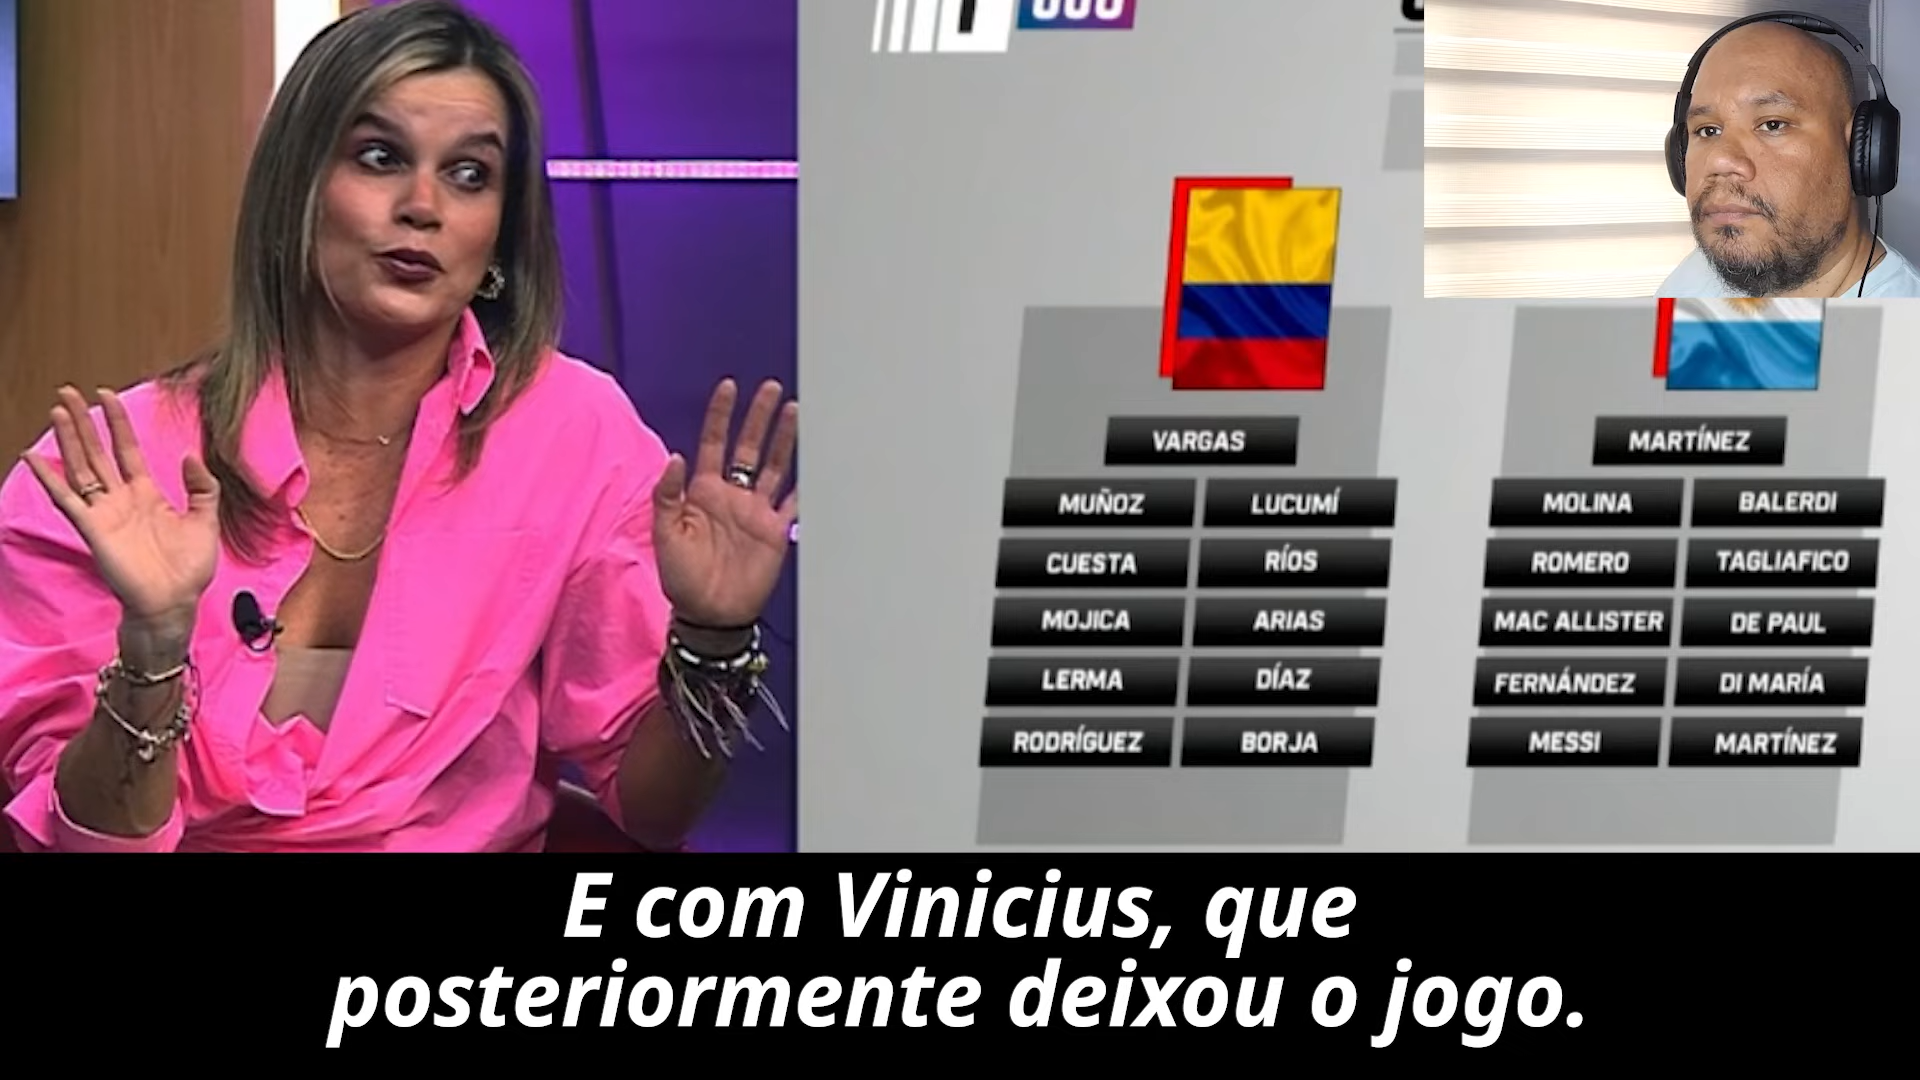 VARGAS
MUÑOZ LUCUMÍ
CUESTA RÍOS
MOJICA ARIAS
LERMA DÍAZ
RODRÍGUEZ BORJA
MARTÍNEZ
MOLINA BALERDI
ROMERO TAGLIAFICO
MAC ALLISTER DE PAUL
FERNÁNDEZ DI MARÍA
MESSI MARTÍNEZ
E com Vinicius, que
posteriormente deixou o jogo.